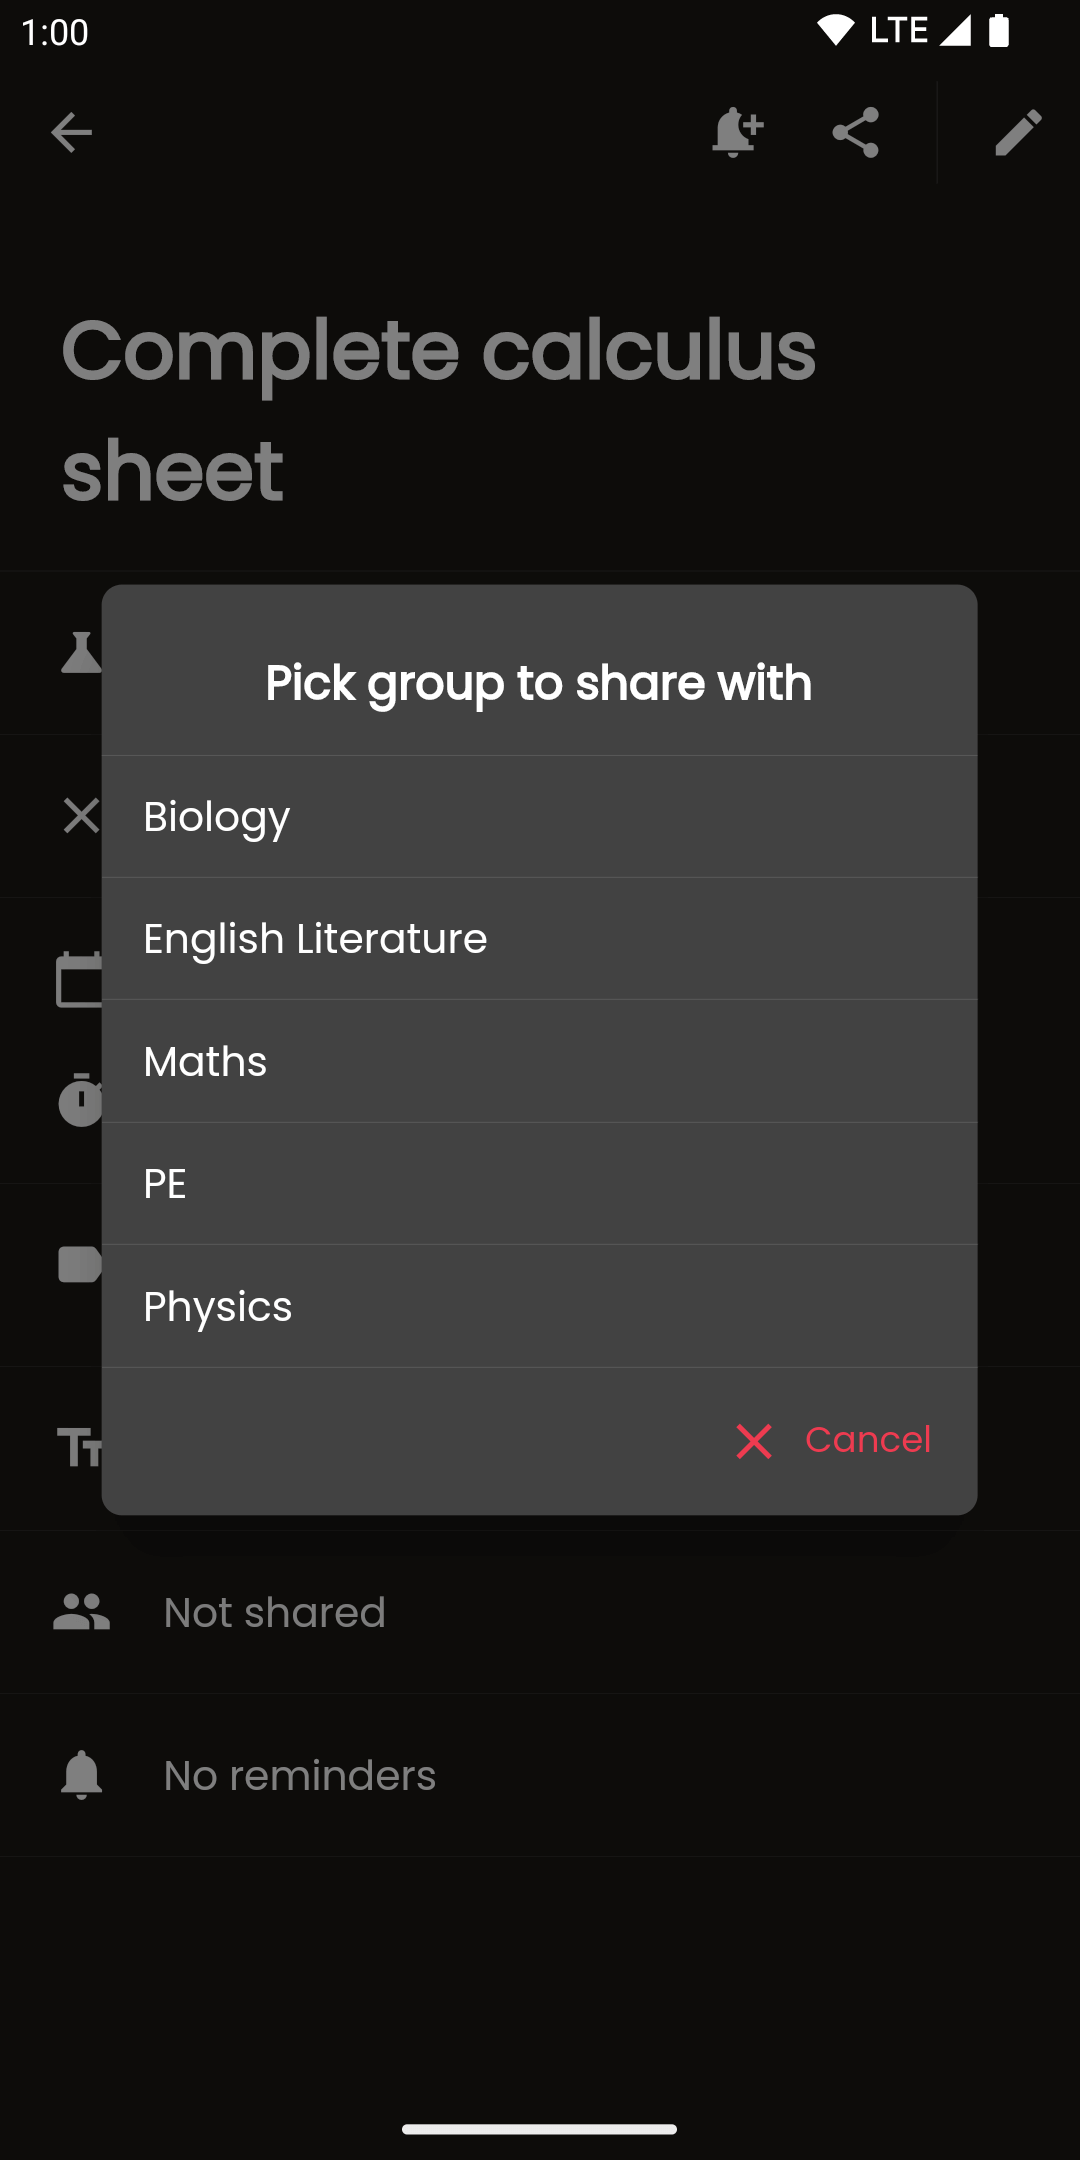 1:00
LTE
Complete calculus
sheet
Pick group to share with
Biology
English Literature
Maths
PE
Physics
Cancel
Not shared
No reminders